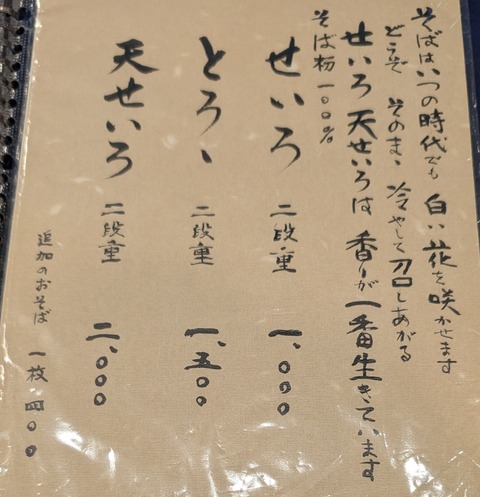 そばはいつの時代でも 白い花を咲かせます
どうぞ そのまゝ 冷やして召しあがる
せいろ 天せいろは 香りが一番生きています
そば粉 一〇〇%
せいろ 二段重 一、〇〇〇
とろゝ 二段重 一、五〇〇
天せいろ 二段重 二、〇〇〇
追加のおそば 一枚・四〇〇